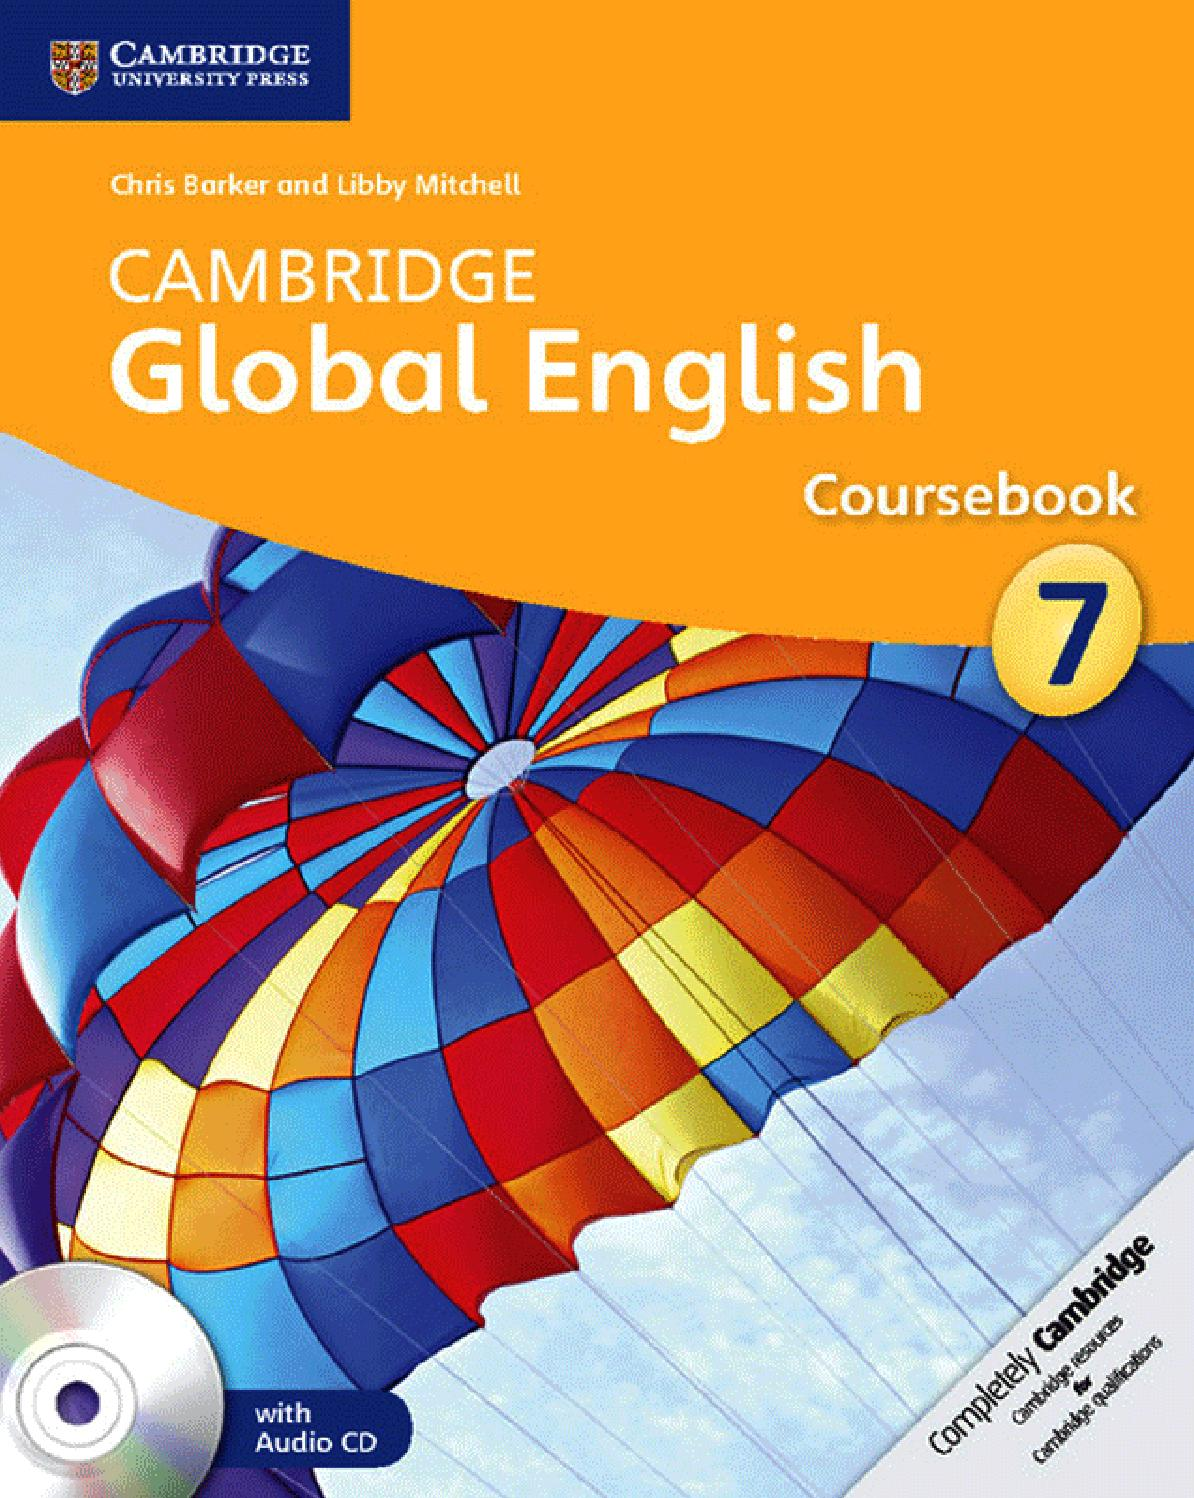 CAMBRIDGE
UNIVERSITY PRESS
Chris Barker and Libby Mitchell
CAMBRIDGE
Global English
Coursebook
7
Completely Cambridge
Cambridge resources
for
Cambridge qualifications
with
Audio CD